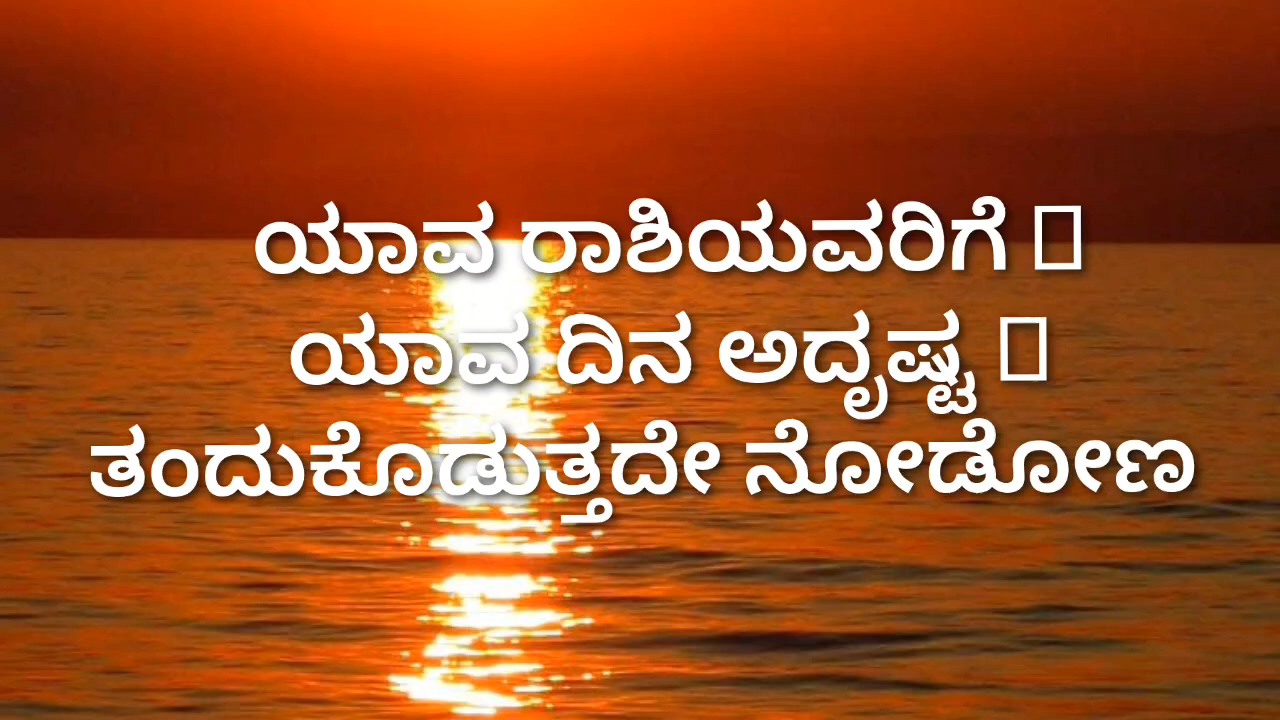 ಯಾವ ರಾಶಿಯವರಿಗೆ
ಯಾವ ದಿನ ಅದೃಷ್ಟ
ತಂದುಕೊಡುತ್ತದೇ ನೋಡೋಣ